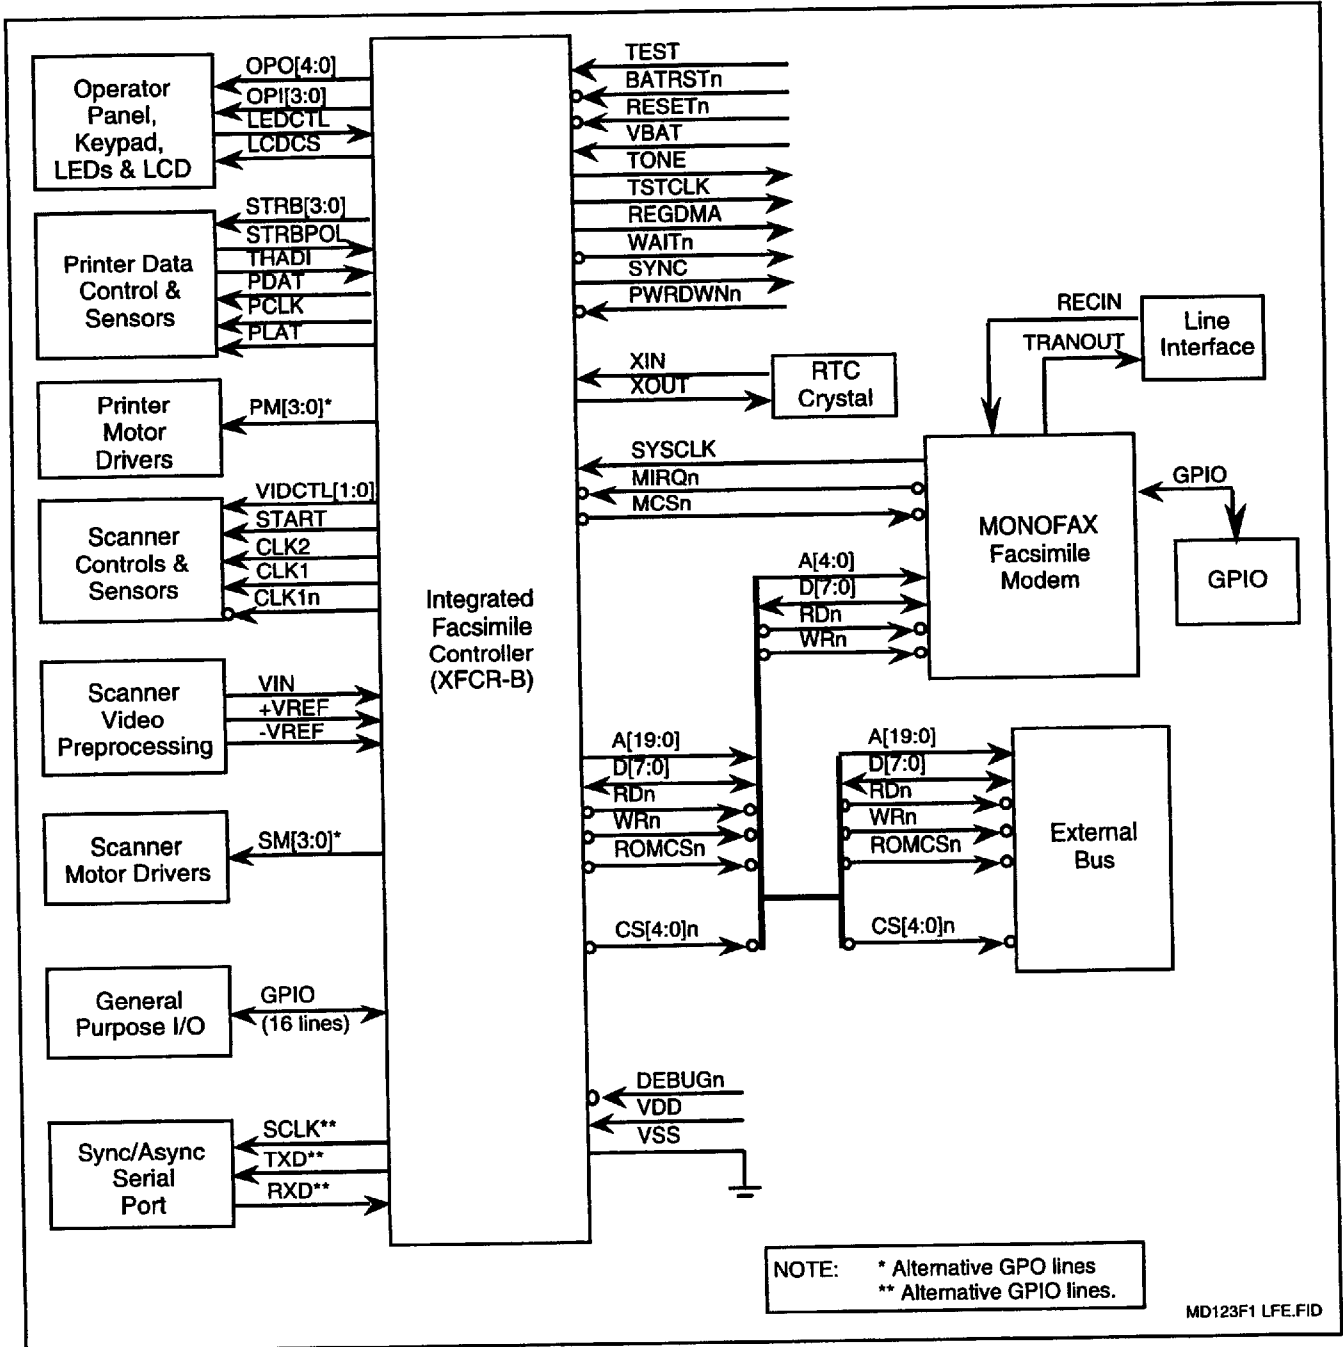 Operator
Panel,
Keypad,
LEDs & LCD
OPO[4:0]
OPI[3:0]
LEDCTL
LCDCS
Printer Data
Control &
Sensors
STRB[3:0]
STRBPOL
THADI
PDAT
PCLK
PLAT
Printer
Motor
Drivers
PM[3:0]*
Scanner
Controls &
Sensors
VIDCTL[1:0]
START
CLK2
CLK1
CLK1n
Scanner
Video
Preprocessing
VIN
+VREF
-VREF
Scanner
Motor Drivers
SM[3:0]*
General
Purpose I/O
GPIO
(16 lines)
Sync/Async
Serial
Port
SCLK**
TXD**
RXD**
Integrated
Facsimile
Controller
(XFCR-B)
TEST
BATRSTn
RESETn
VBAT
TONE
TSTCLK
REGDMA
WAITn
SYNC
PWRDWNn
XIN
XOUT
RTC
Crystal
RECIN
TRANOUT
Line
Interface
SYSCLK
MIRQn
MCSn
MONOFAX
Facsimile
Modem
GPIO
GPIO
A[4:0]
D[7:0]
RDn
WRn
A[19:0]
D[7:0]
RDn
WRn
ROMCSn
CS[4:0]n
A[19:0]
D[7:0]
RDn
WRn
ROMCSn
CS[4:0]n
External
Bus
DEBUGn
VDD
VSS
NOTE: * Alternative GPO lines
** Alternative GPIO lines.
MD123F1 LFE.FID